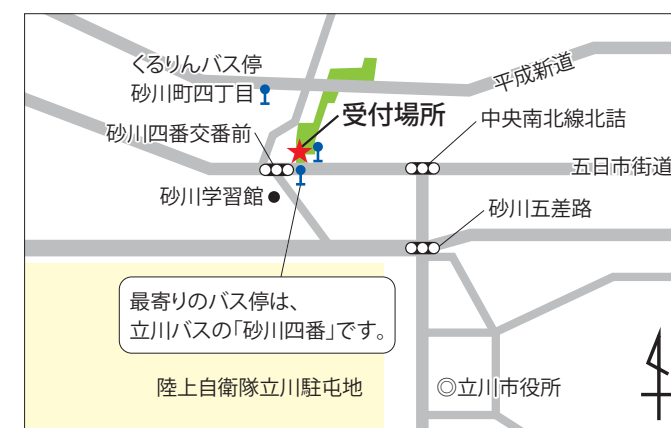 くるりんバス停
砂川町四丁目
平成新道
受付場所
中央南北線北詰
砂川四番交番前
五日市街道
砂川学習館
砂川五差路
最寄りのバス停は、
立川バスの「砂川四番」です。
陸上自衛隊立川駐屯地
◎立川市役所